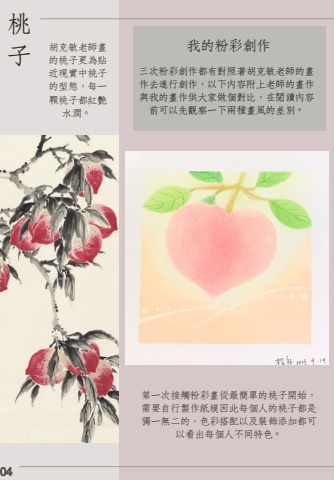 桃
子
胡克敏老師畫
的桃子更為貼
近現實中桃子
的型態，每一
顆桃子都紅艷
水潤。
我的粉彩創作
三次粉彩創作都有對照著胡克敏老師的畫
作去進行創作，以下內容附上老師的畫作
與我的畫作供大家做個對比，在閱讀內容
前可以先觀察一下兩種畫風的差別。
第一次接觸粉彩畫從最簡單的桃子開始，
需要自行製作紙模因此每個人的桃子都是
獨一無二的，色彩搭配以及裝飾添加都可
以看出每個人不同特色。
04